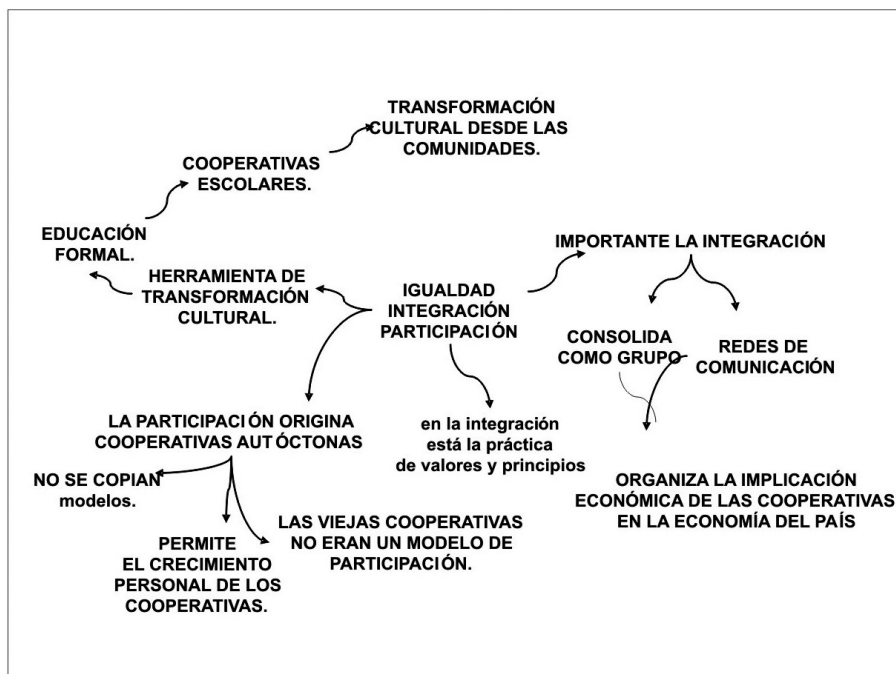 TRANSFORMACIÓN
CULTURAL DESDE LAS
COMUNIDADES.
COOPERATIVAS
ESCOLARES.
EDUCACIÓN
FORMAL.
HERRAMIENTA DE
TRANSFORMACIÓN
CULTURAL.
IGUALDAD
INTEGRACIÓN
PARTICIPACIÓN
IMPORTANTE LA INTEGRACIÓN
CONSOLIDA
COMO GRUPO
REDES DE
COMUNICACIÓN
LA PARTICIPACIÓN ORIGINA
COOPERATIVAS AUTÓCTONAS
en la integración
está la práctica
de valores y principios
NO SE COPIAN
modelos.
ORGANIZA LA IMPLICACIÓN
ECONÓMICA DE LAS COOPERATIVAS
EN LA ECONOMÍA DEL PAÍS
LAS VIEJAS COOPERATIVAS
NO ERAN UN MODELO DE
PARTICIPACIÓN.
PERMITE
EL CRECIMIENTO
PERSONAL DE LOS
COOPERATIVAS.